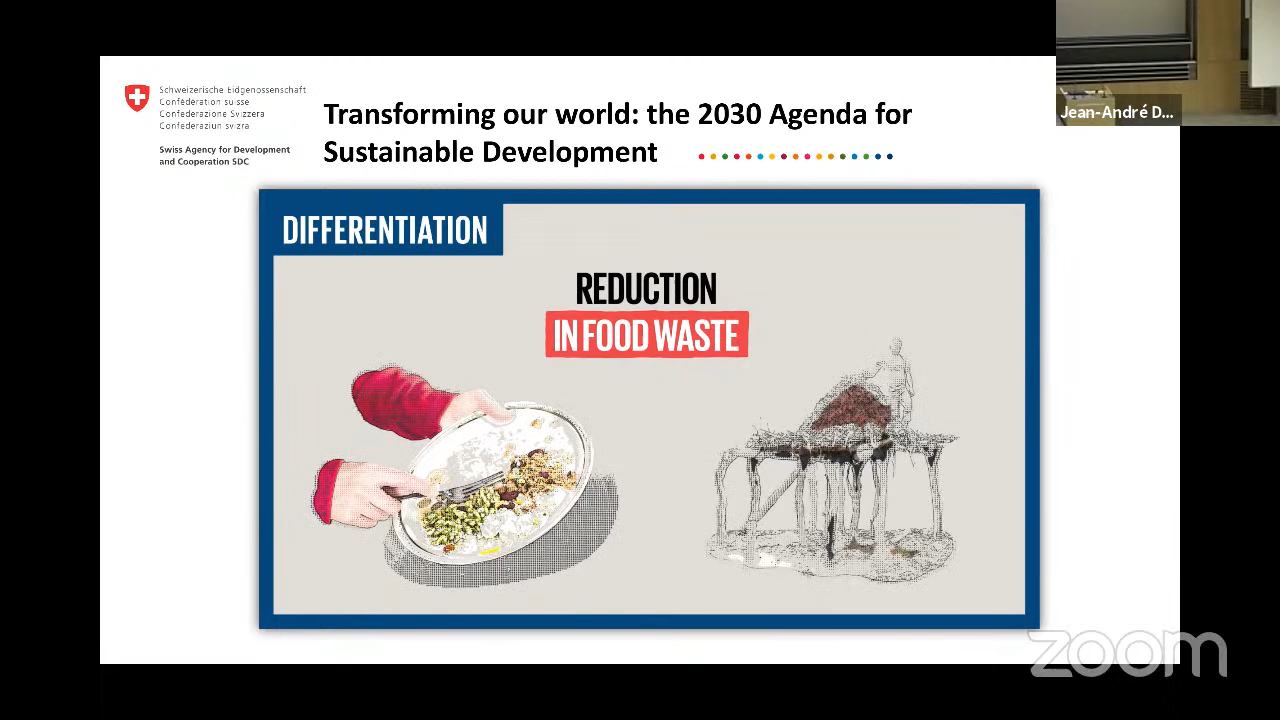 Schweizerische Eidgenossenschaft
Confédération suisse
Confederazione Svizzera
Confederaziun svizra
Swiss Agency for Development
and Cooperation SDC
Transforming our world: the 2030 Agenda for
Sustainable Development
Jean-André D...
DIFFERENTIATION
REDUCTION
IN FOOD WASTE
zoom